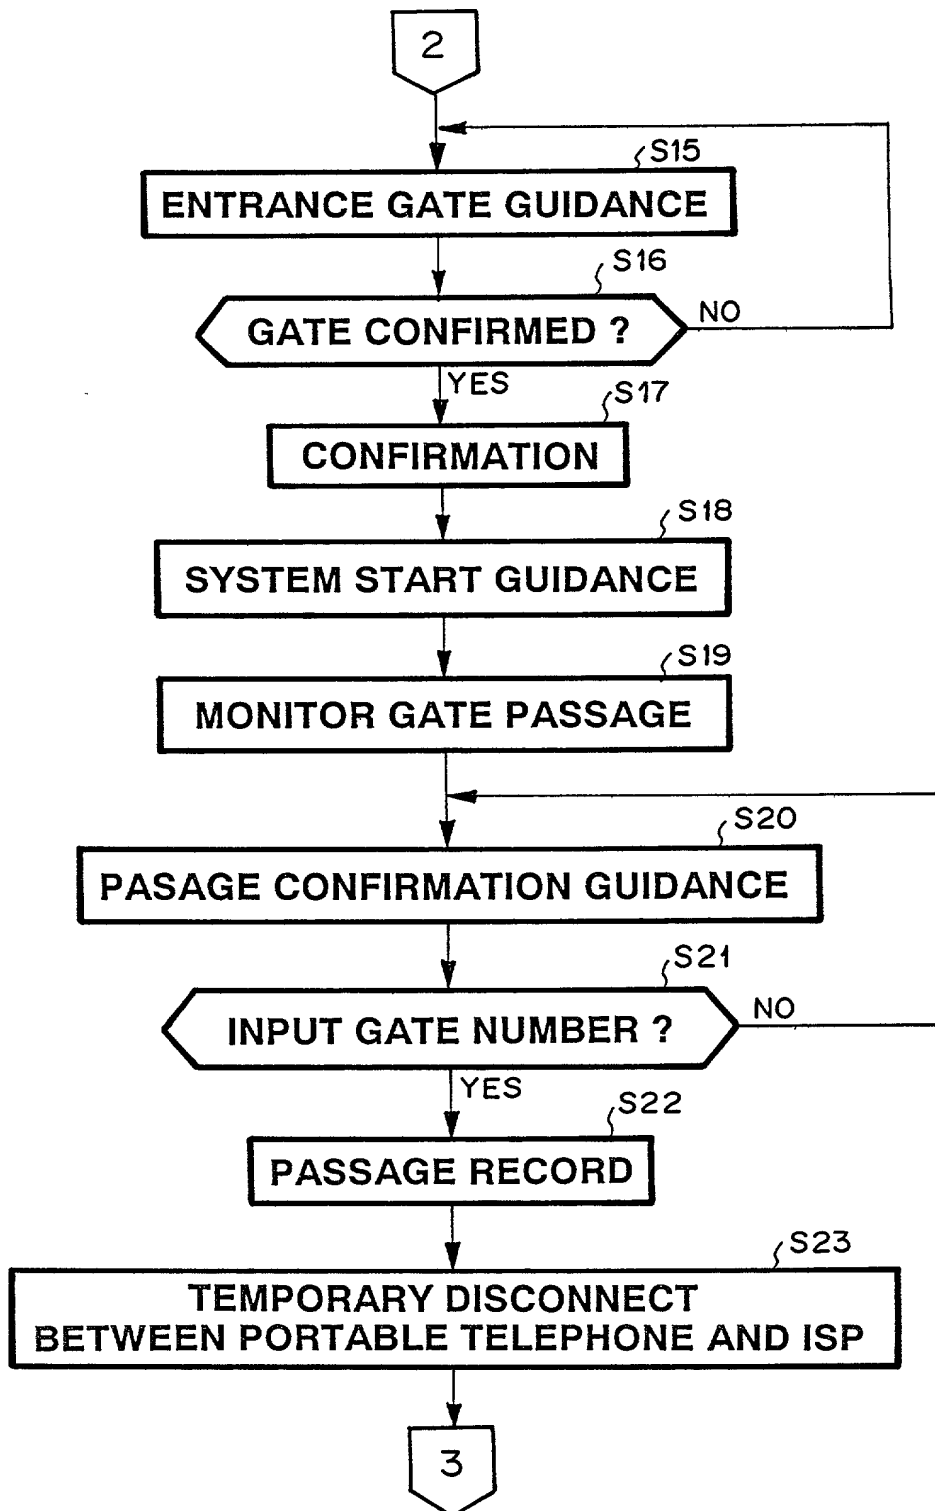 2
S15
ENTRANCE GATE GUIDANCE
S16
GATE CONFIRMED ?
NO
YES
S17
CONFIRMATION
S18
SYSTEM START GUIDANCE
S19
MONITOR GATE PASSAGE
S20
PASAGE CONFIRMATION GUIDANCE
S21
INPUT GATE NUMBER ?
NO
YES
S22
PASSAGE RECORD
S23
TEMPORARY DISCONNECT
BETWEEN PORTABLE TELEPHONE AND ISP
3